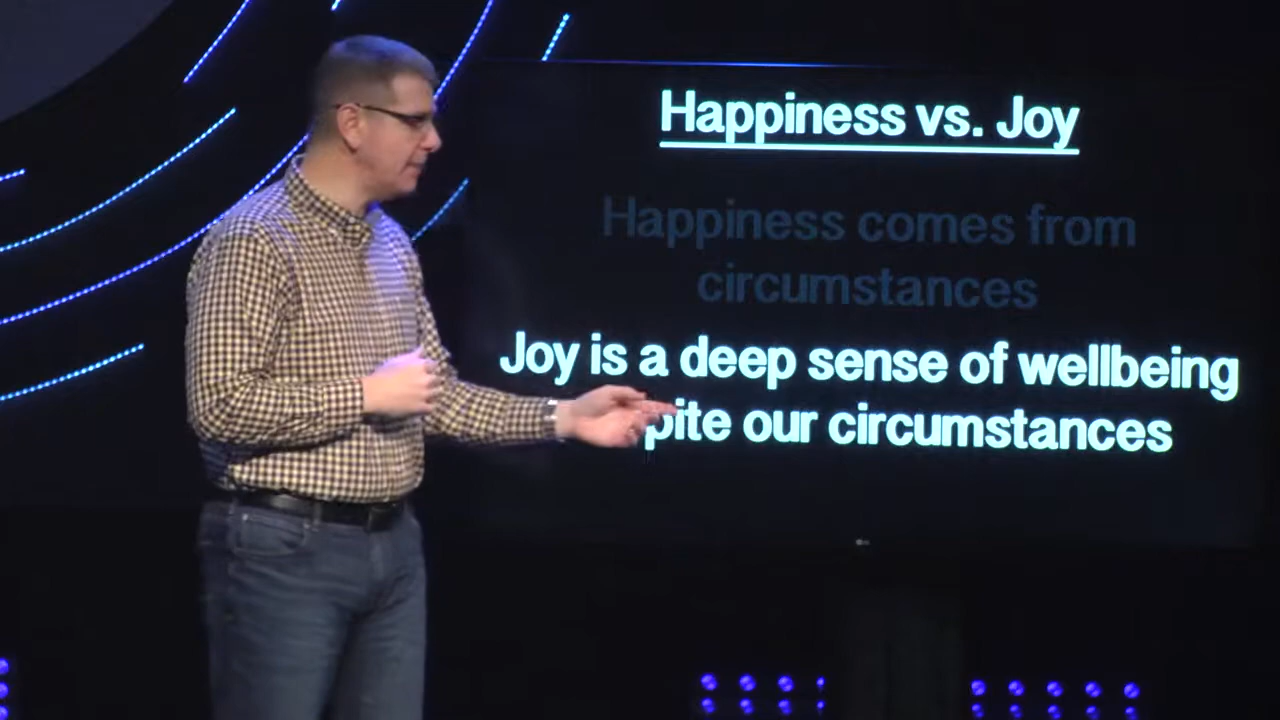 Happiness vs. Joy
Happiness comes from
circumstances
Joy is a deep sense of wellbeing
our circumstances